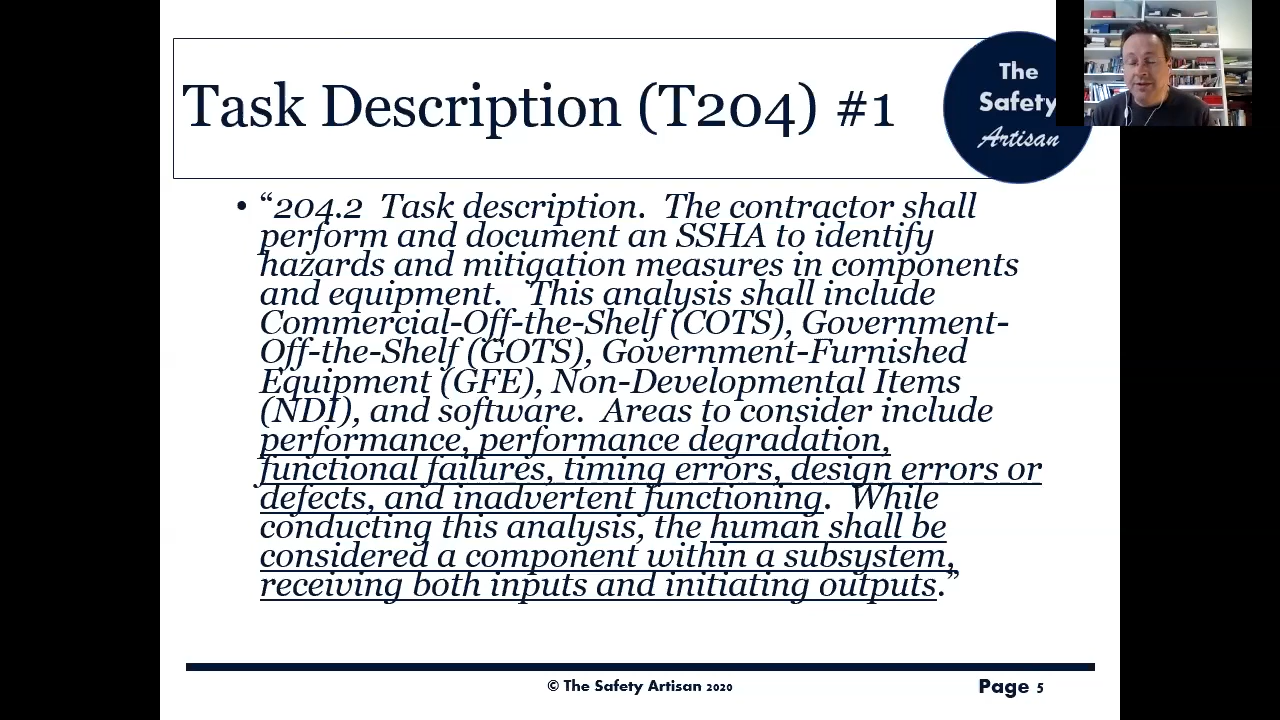 Task Description (T204) #1
The
Safety
Artisan
• “204.2 Task description. The contractor shall
perform and document an SSHA to identify
hazards and mitigation measures in components
and equipment. This analysis shall include
Commercial-Off-the-Shelf (COTS), Government-
Off-the-Shelf (GOTS), Government-Furnished
Equipment (GFE), Non-Developmental Items
(NDI), and software. Areas to consider include
performance, performance degradation,
functional failures, timing errors, design errors or
defects, and inadvertent functioning. While
conducting this analysis, the human shall be
considered a component within a subsystem,
receiving both inputs and initiating outputs.”
© The Safety Artisan 2020
Page 5